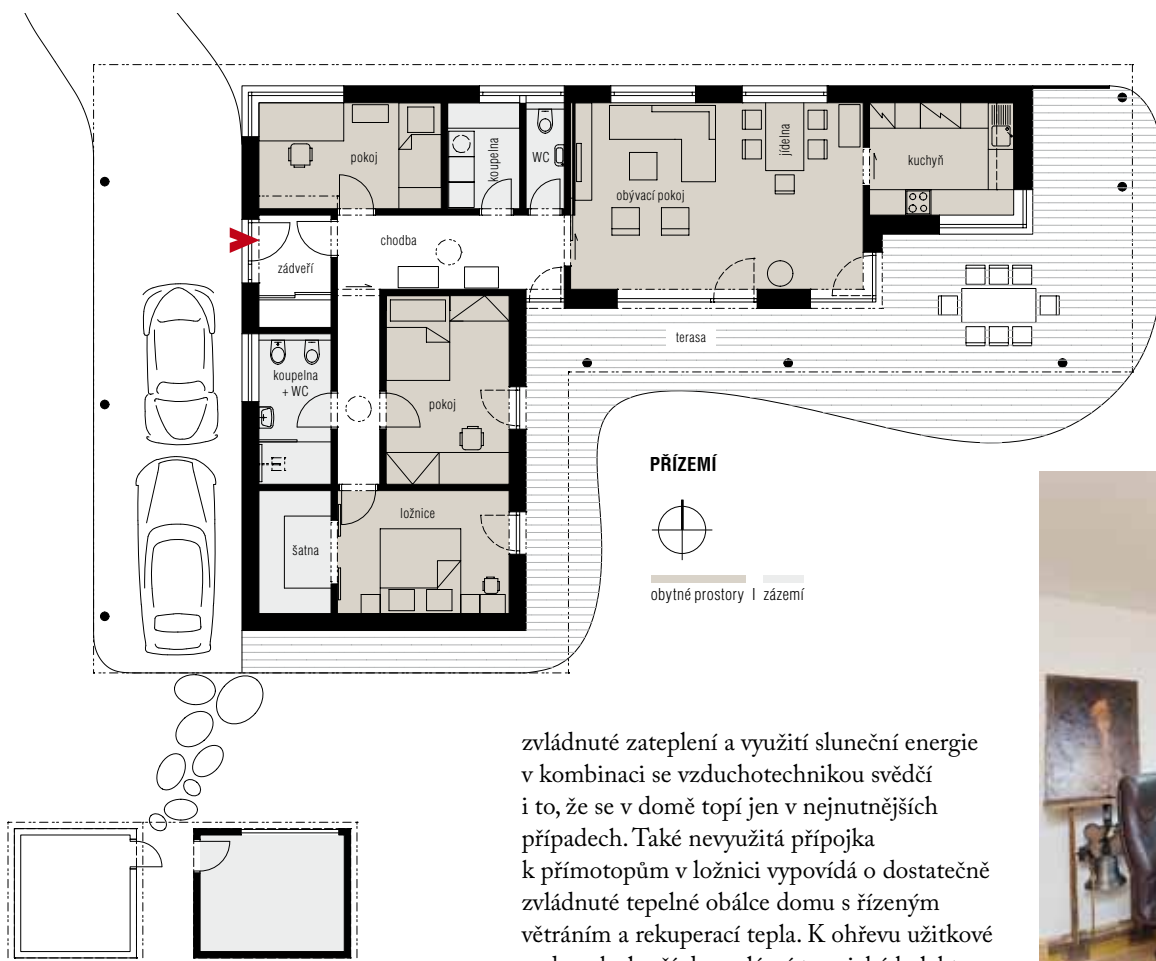 pokoj
koupelna
WC
obývací pokoj
jídelna
kuchyň
chodba
zádveří
terasa
koupelna
+ WC
pokoj
ložnice
šatna
PŘÍZEMÍ
obytné prostory I zázemí
zvládnuté zateplení a využití sluneční energie
v kombinaci se vzduchotechnikou svědčí
i to, že se v domě topí jen v nejnutnějších
případech. Také nevyužitá přípojka
k přímotopům v ložnici vypovídá o dostatečně
zvládnuté tepelné obálce domu s řízeným
větráním a rekuperací tepla. K ohřevu užitkové